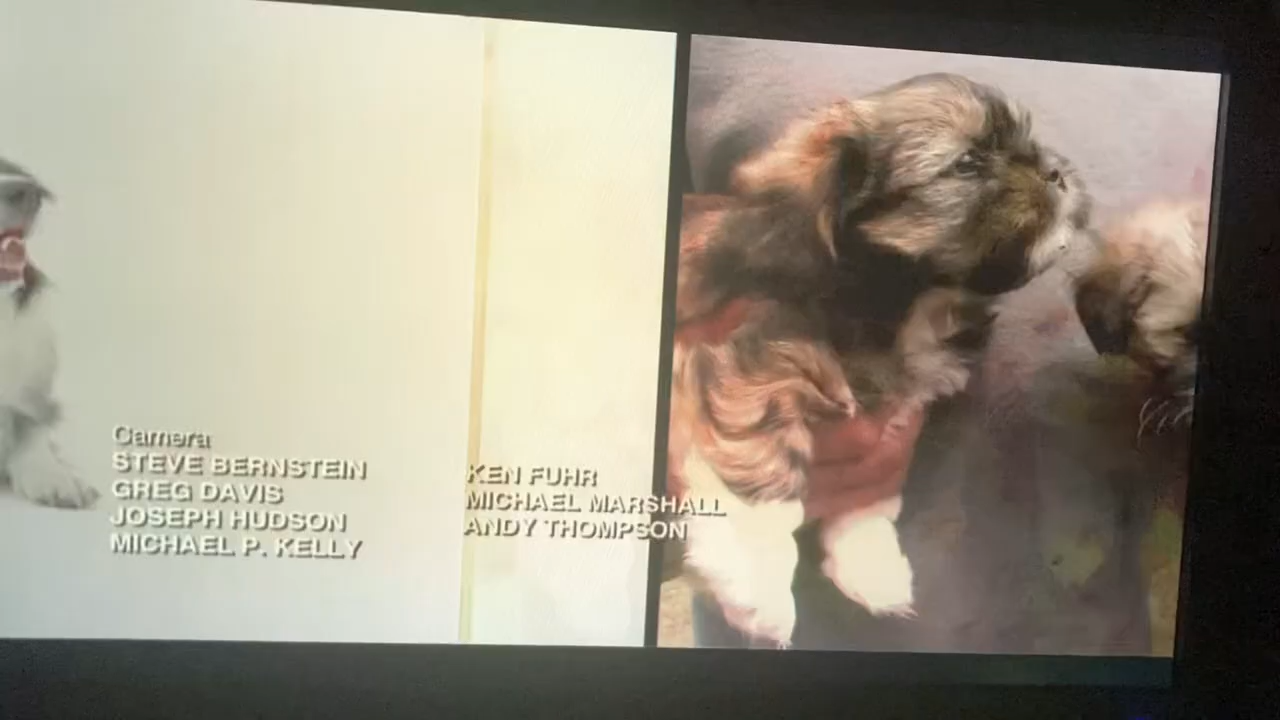 Camera
STEVE BERNSTEIN
GREG DAVIS
JOSEPH HUDSON
MICHAEL P. KELLY
KEN FUHR
MICHAEL MARSHALL
ANDY THOMPSON